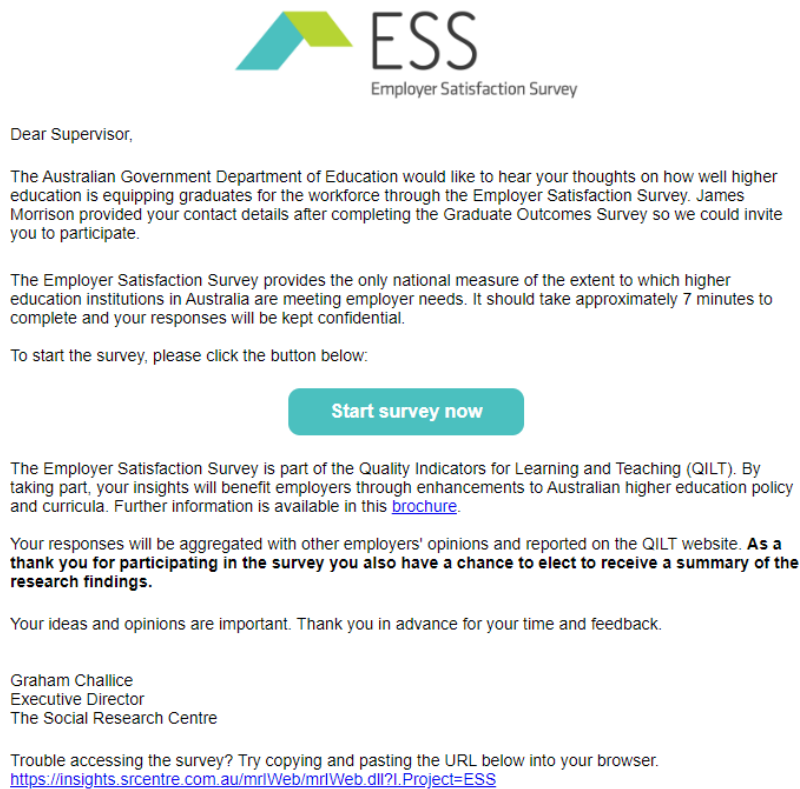 ESS
Employer Satisfaction Survey
Dear Supervisor,
The Australian Government Department of Education would like to hear your thoughts on how well higher
education is equipping graduates for the workforce through the Employer Satisfaction Survey. James
Morrison provided your contact details after completing the Graduate Outcomes Survey so we could invite
you to participate.
The Employer Satisfaction Survey provides the only national measure of the extent to which higher
education institutions in Australia are meeting employer needs. It should take approximately 7 minutes to
complete and your responses will be kept confidential.
To start the survey, please click the button below:
Start survey now
The Employer Satisfaction Survey is part of the Quality Indicators for Learning and Teaching (QILT). By
taking part, your insights will benefit employers through enhancements to Australian higher education policy
and curricula. Further information is available in this brochure.
Your responses will be aggregated with other employers' opinions and reported on the QILT website. As a
thank you for participating in the survey you also have a chance to elect to receive a summary of the
research findings.
Your ideas and opinions are important. Thank you in advance for your time and feedback.
Graham Challice
Executive Director
The Social Research Centre
Trouble accessing the survey? Try copying and pasting the URL below into your browser.
https://insights.srcentre.com.au/mrIWeb/mrIWeb.dll?I.Project=ESS